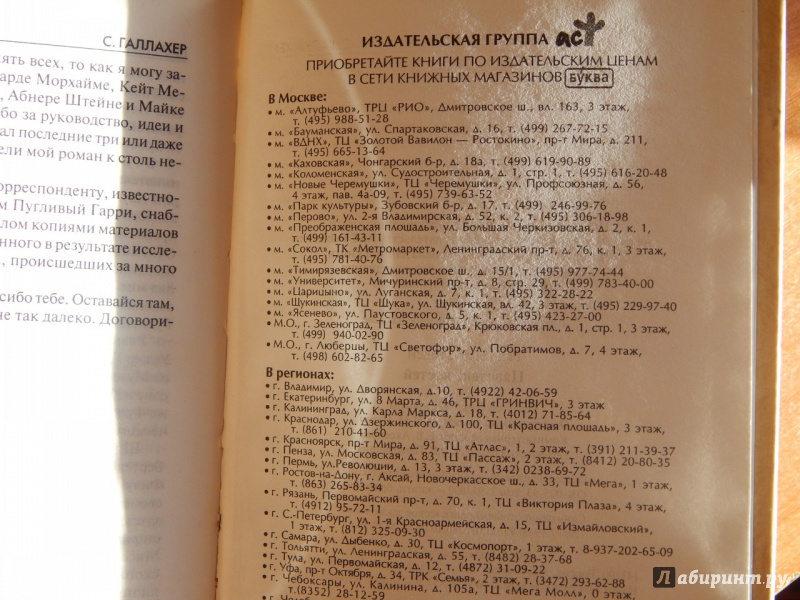 С. ГАЛЛАХЕР
ять всех, то как я могу за-
арде Морхайме, Кейт Ме-
, Абнере Штейне и Майке
бо за руководство, идеи и
ал последние три или даже
ели мой роман к столь не-
орреспонденту, известно-
м Пугливый Гарри, снаб-
лом копиями материалов
нного в результате иссле-
, происшедших за много
сибо тебе. Оставайся там,
не так далеко. Договори-
ИЗДАТЕЛЬСКАЯ ГРУППА аст
ПРИОБРЕТАЙТЕ КНИГИ ПО ИЗДАТЕЛЬСКИМ ЦЕНАМ
В СЕТИ КНИЖНЫХ МАГАЗИНОВ БУКВА
В Москве:
• м. «Алтуфьево», ТРЦ «РИО», Дмитровское ш., вл. 163, 3 этаж,
т. (495) 988-51-28
• м. «Бауманская», ул. Спартаковская, д. 16, т. (499) 267-72-15
• м. «ВДНХ», ТЦ «Золотой Вавилон — Ростокино», пр-т Мира, д. 211,
т. (495) 665-13-64
• м. «Каховская», Чонгарский б-р, д. 18а, т. (499) 619-90-89
• м. «Коломенская», ул. Судостроительная, д. 1, стр. 1, т. (495) 616-20-48
• м. «Новые Черемушки», ТЦ «Черемушки», ул. Профсоюзная, д. 56,
4 этаж, пав. 4а-09, т. (495) 739-63-52
• м. «Парк культуры», Зубовский б-р, д. 17, т. (499) 246-99-76
• м. «Перово», ул. 2-я Владимирская, д. 52, к. 2, т. (495) 306-18-98
• м. «Преображенская площадь», ул. Большая Черкизовская, д. 2, к. 1,
т. (499) 161-43-11
• м. «Сокол», ТК «Метромаркет», Ленинградский пр-т, д. 76, к. 1, 3 этаж,
т. (495) 781-40-76
• м. «Тимирязевская», Дмитровское ш., д. 15/1, т. (495) 977-74-44
• м. «Университет», Мичуринский пр-т, д. 8, стр. 29, т. (499) 783-40-00
• м. «Царицыно», ул. Луганская, д. 7, к. 1, т. (495) 322-28-22
• м. «Щукинская», ТЦ «Щука», ул. Щукинская, вл. 42, 3 этаж, т. (495) 229-97-40
• м. «Ясенево», ул. Паустовского, д. 5, к. 1, т. (495) 423-27-00
• М.О., г. Зеленоград, ТЦ «Зеленоград», Крюковская пл., д. 1, стр. 1, 3 этаж,
т. (499) 940-02-90
• М.О., г. Люберцы, ТЦ «Светофор», ул. Побратимов, д. 7, 4 этаж,
т. (498) 602-82-65
В регионах:
• г. Владимир, ул. Дворянская, д.10, т. (4922) 42-06-59
• г. Екатеринбург, ул. 8 Марта, д. 46, ТРЦ «ГРИНВИЧ», 3 этаж
• г. Калининград, ул. Карла Маркса, д. 18, т. (4012) 71-85-64
• г. Краснодар, ул. Дзержинского, д. 100, ТЦ «Красная площадь», 3 этаж,
т. (861) 210-41-60
• г. Красноярск, пр-т Мира, д. 91, ТЦ «Атлас», 1, 2 этаж, т. (391) 211-39-37
• г. Пенза, ул. Московская, д. 83, ТЦ «Пассаж», 2 этаж, т. (8412) 20-80-35
• г. Пермь, ул.Революции, д. 13, 3 этаж, т. (342) 0238-69-72
• г. Ростов-на-Дону, г. Аксай, Новочеркасское ш., д. 33, ТЦ «Мега», 1 этаж,
т. (863) 265-83-34
• г. Рязань, Первомайский пр-т, д. 70, к. 1, ТЦ «Виктория Плаза», 4 этаж,
т. (4912) 95-72-11
• г. С.-Петербург, ул. 1-я Красноармейская, д. 15, ТЦ «Измайловский»,
1 этаж, т. (812) 325-09-30
• г. Самара, ул. Дыбенко, д. 30, ТЦ «Космопорт», 1 этаж, т. 8-937-202-65-09
• г. Тольятти, ул. Ленинградская, д. 55, т. (8482) 28-37-68
• г. Тула, ул. Первомайская, д. 12, т. (4872) 31-09-22
• г. Уфа, пр-т Октября, д. 34, ТРК «Семья», 2 этаж, т. (3472) 293-62-88
• г. Чебоксары, ул. Калинина, д. 105а, ТЦ «Мега Молл», 0 этаж,
т.(8352) 28-12-59
Лабиринт.ру